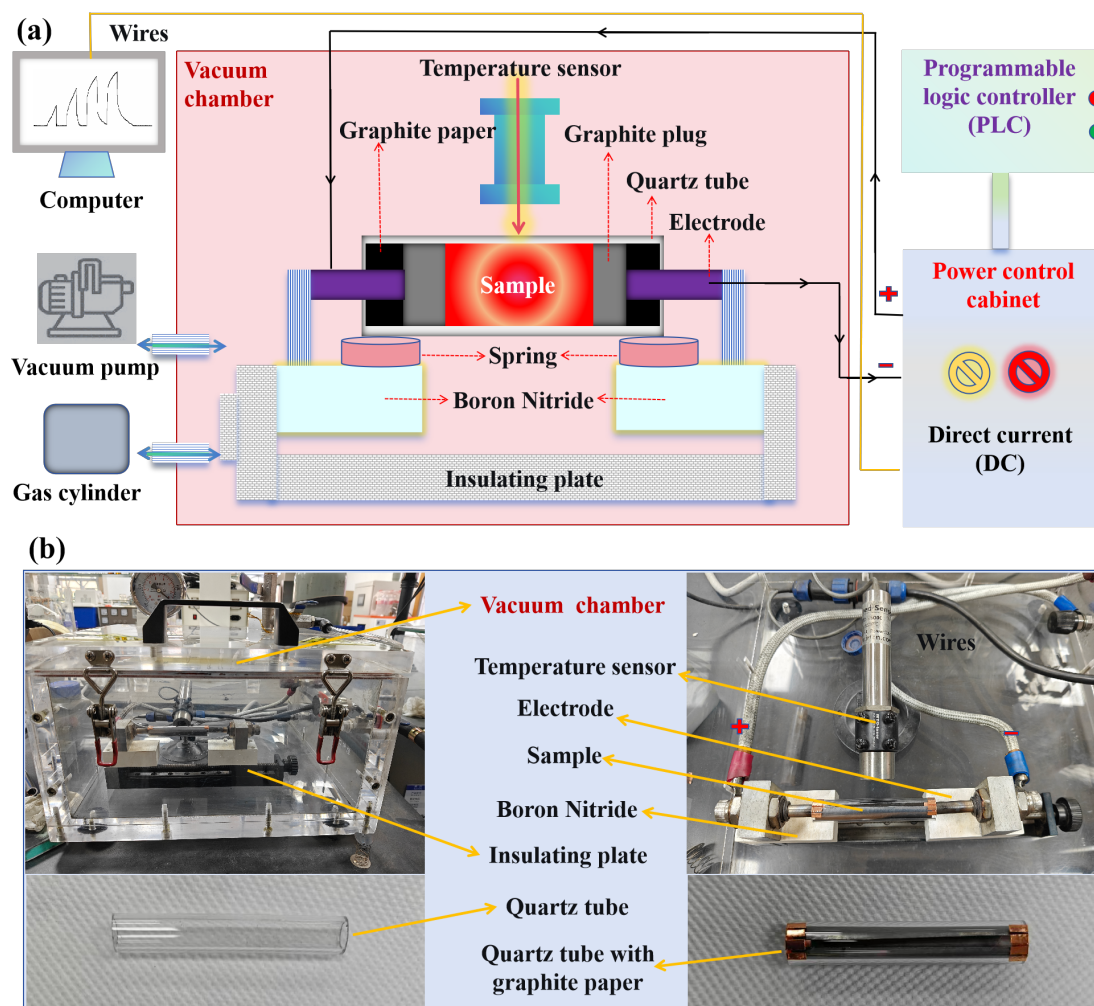 (a)
Wires
Vacuum
chamber
Temperature sensor
Programmable
logic controller
(PLC)
Graphite paper
Graphite plug
Quartz tube
Computer
Electrode
Sample
Power control
cabinet
+
Vacuum pump
Spring
−
Boron Nitride
Direct current
(DC)
Gas cylinder
Insulating plate
(b)
Vacuum chamber
Wires
Temperature sensor
Electrode
+
−
Sample
Boron Nitride
Insulating plate
Quartz tube
Quartz tube with
graphite paper